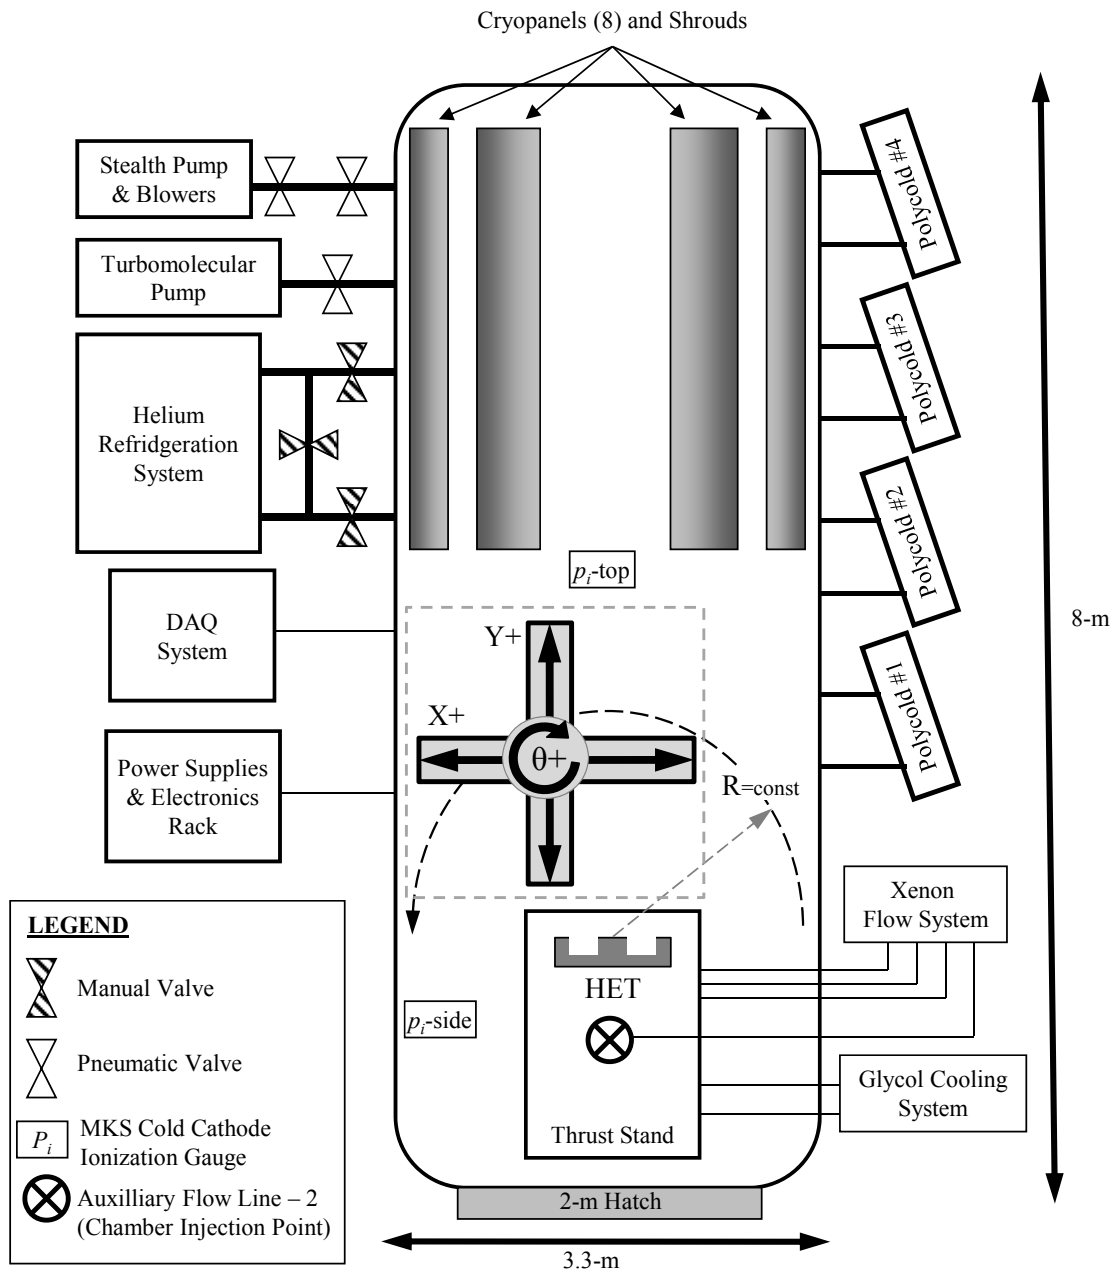 Cryopanels (8) and Shrouds
Stealth Pump
& Blowers
Turbomolecular
Pump
Helium
Refridgeration
System
DAQ
System
Power Supplies
& Electronics
Rack
Polycold #4
Polycold #3
Polycold #2
Polycold #1
8-m
pi-top
Y+
X+
θ+
R=const
HET
pi-side
Thrust Stand
Xenon
Flow System
Glycol Cooling
System
2-m Hatch
3.3-m
LEGEND
Manual Valve
Pneumatic Valve
Pi
MKS Cold Cathode
Ionization Gauge
Auxilliary Flow Line – 2
(Chamber Injection Point)